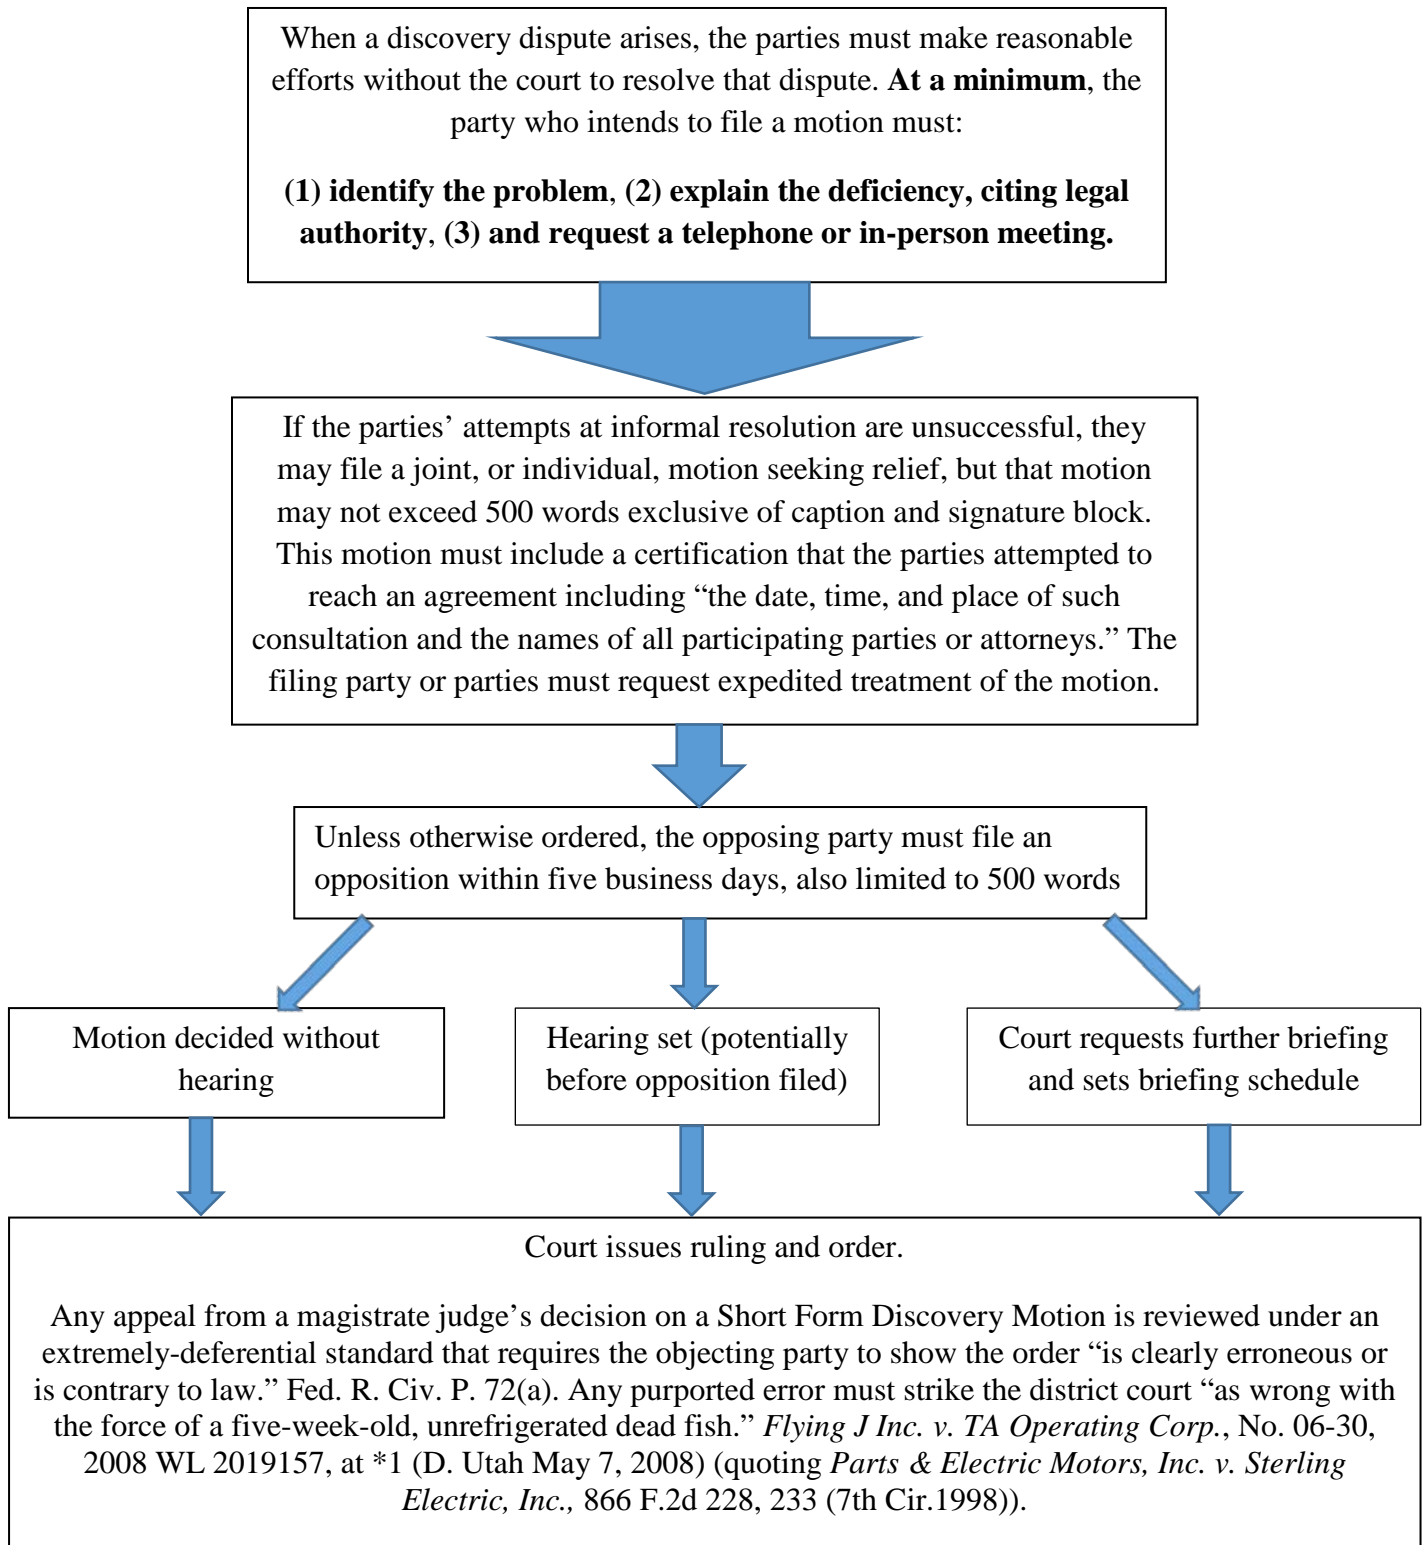 When a discovery dispute arises, the parties must make reasonable
efforts without the court to resolve that dispute. At a minimum, the
party who intends to file a motion must:
(1) identify the problem, (2) explain the deficiency, citing legal
authority, (3) and request a telephone or in-person meeting.
If the parties’ attempts at informal resolution are unsuccessful, they
may file a joint, or individual, motion seeking relief, but that motion
may not exceed 500 words exclusive of caption and signature block.
This motion must include a certification that the parties attempted to
reach an agreement including “the date, time, and place of such
consultation and the names of all participating parties or attorneys.” The
filing party or parties must request expedited treatment of the motion.
Unless otherwise ordered, the opposing party must file an
opposition within five business days, also limited to 500 words
Motion decided without
hearing
Hearing set (potentially
before opposition filed)
Court requests further briefing
and sets briefing schedule
Court issues ruling and order.
Any appeal from a magistrate judge’s decision on a Short Form Discovery Motion is reviewed under an
extremely-deferential standard that requires the objecting party to show the order “is clearly erroneous or
is contrary to law.” Fed. R. Civ. P. 72(a). Any purported error must strike the district court “as wrong with
the force of a five-week-old, unrefrigerated dead fish.” Flying J Inc. v. TA Operating Corp., No. 06-30,
2008 WL 2019157, at *1 (D. Utah May 7, 2008) (quoting Parts & Electric Motors, Inc. v. Sterling
Electric, Inc., 866 F.2d 228, 233 (7th Cir.1998)).